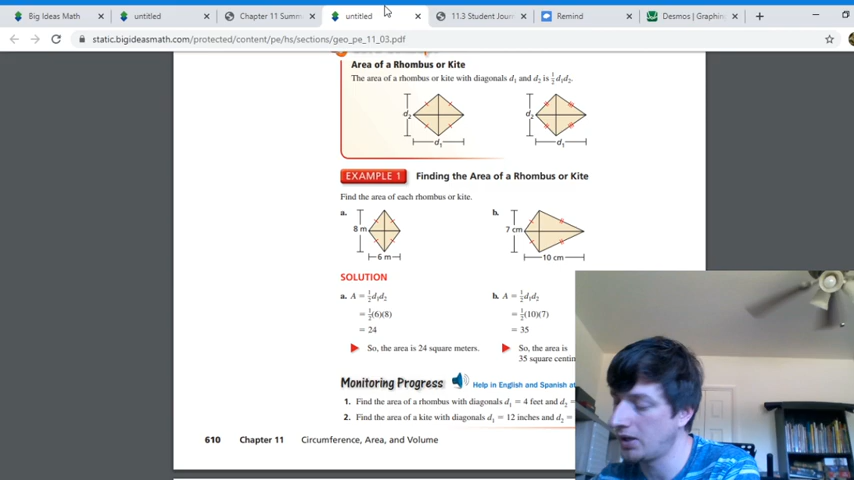 Big Ideas Math
untitled
Chapter 11 Summ
untitled
11.3 Student Jour
Remind
Desmos | Graphing
static.bigideasmath.com/protected/content/pe/hs/sections/geo_pe_11_03.pdf
Area of a Rhombus or Kite
The area of a rhombus or kite with diagonals d₁ and d₂ is ½d₁d₂.
d₂
d₁
d₂
d₁
EXAMPLE 1 Finding the Area of a Rhombus or Kite
Find the area of each rhombus or kite.
a.
8 m
6 m
b.
7 cm
10 cm
SOLUTION
a. A = ½d₁d₂
= ½(6)(8)
= 24
So, the area is 24 square meters.
b. A = ½d₁d₂
= ½(10)(7)
= 35
So, the area is
35 square centin
Monitoring Progress
Help in English and Spanish at
1. Find the area of a rhombus with diagonals d₁ = 4 feet and d₂ =
2. Find the area of a kite with diagonals d₁ = 12 inches and d₂ =
610 Chapter 11 Circumference, Area, and Volume